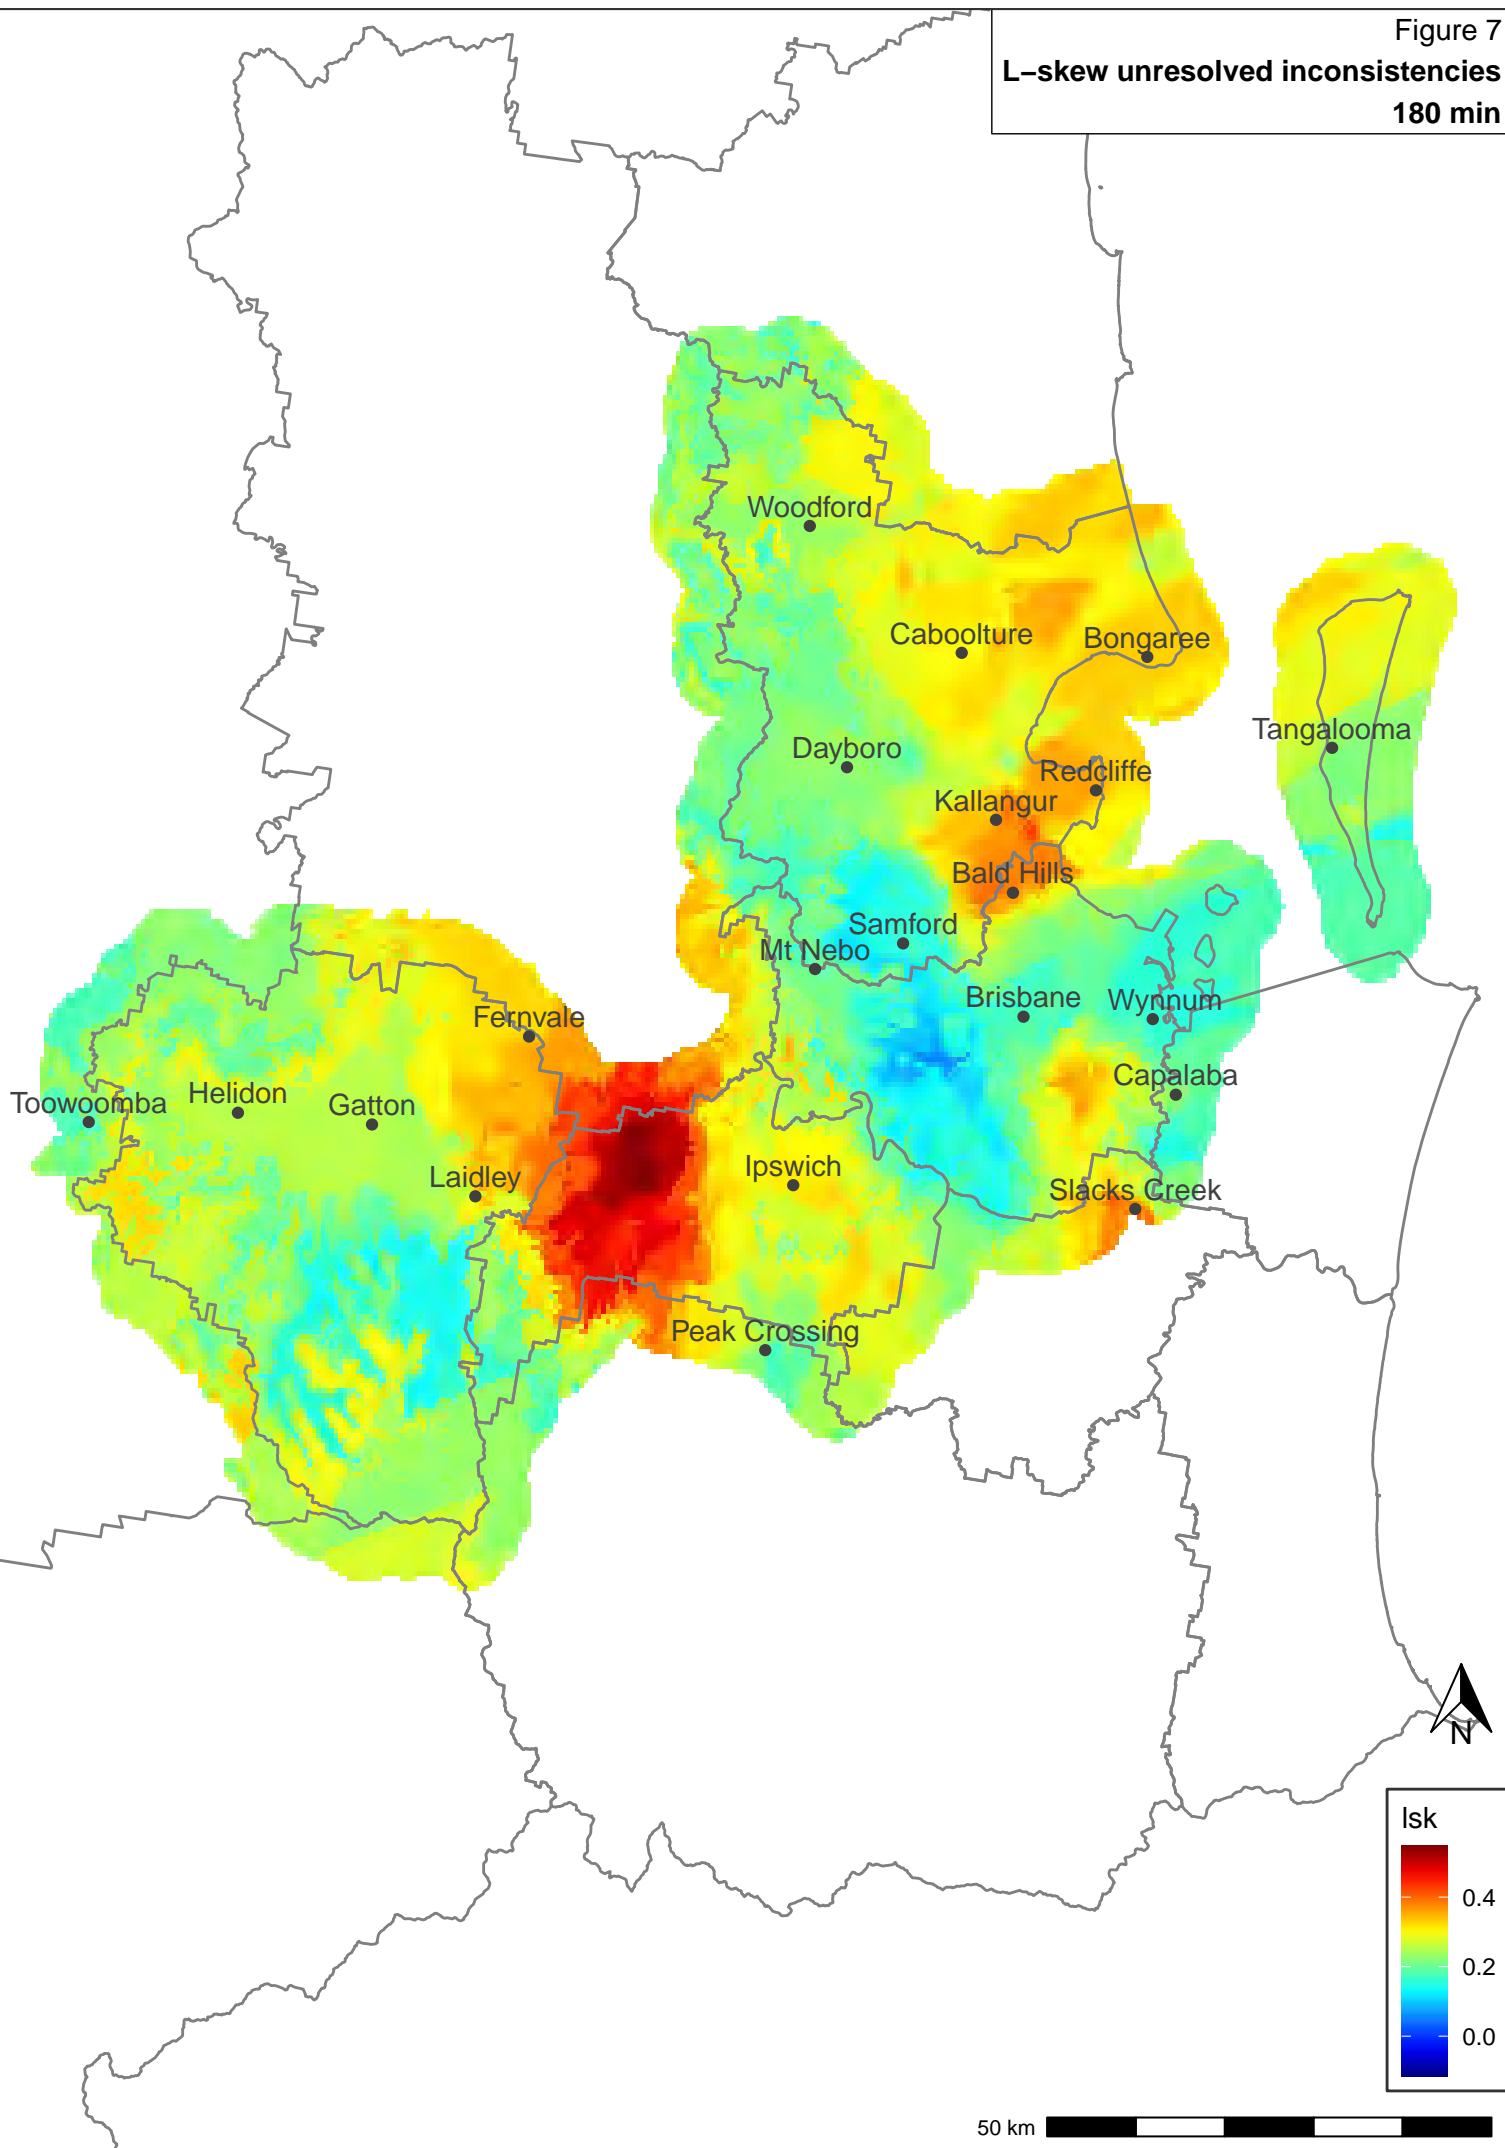 Figure 7
L−skew unresolved inconsistencies
180 min
Woodford
Caboolture
Bongaree
Tangalooma
Dayboro
Redcliffe
Kallangur
Bald Hills
Samford
Mt Nebo
Brisbane
Wynnum
Fernvale
Capalaba
Toowoomba
Helidon
Gatton
Ipswich
Laidley
Slacks Creek
Peak Crossing
N
lsk
0.4
0.2
0.0
50 km